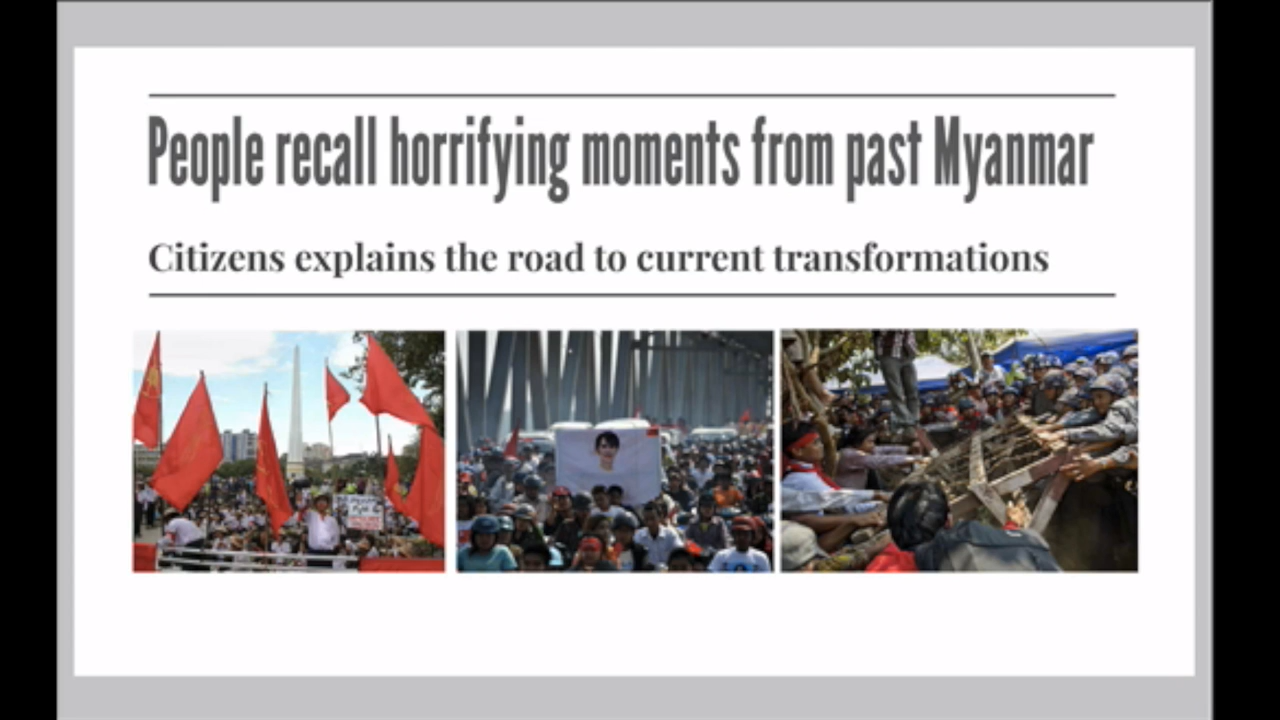 People recall horrifying moments from past Myanmar
Citizens explains the road to current transformations